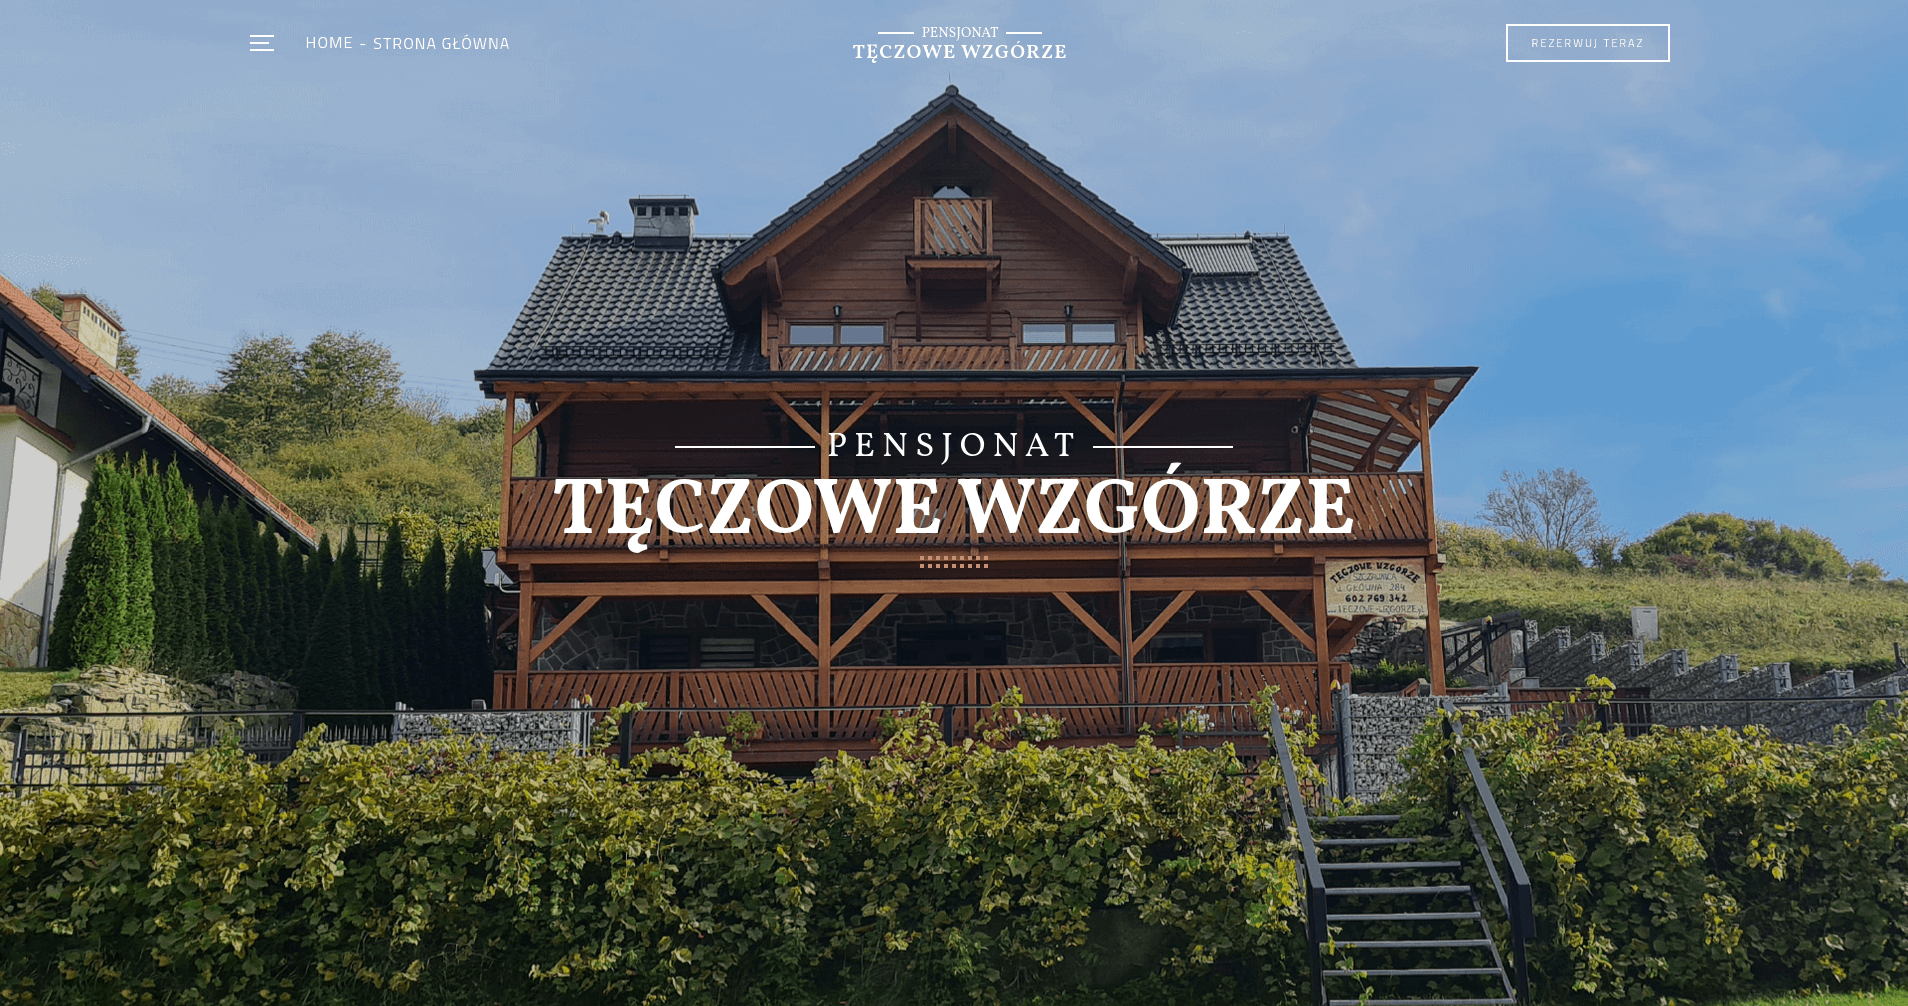 HOME - STRONA GŁÓWNA
PENSJONAT
TĘCZOWE WZGÓRZE
REZERWUJ TERAZ
PENSJONAT
TĘCZOWE WZGÓRZE
TĘCZOWE WZGÓRZE
SZCZAWNICA
GŁÓWNA 284
602 769 342
TECZOWE-WZGORZE.pl